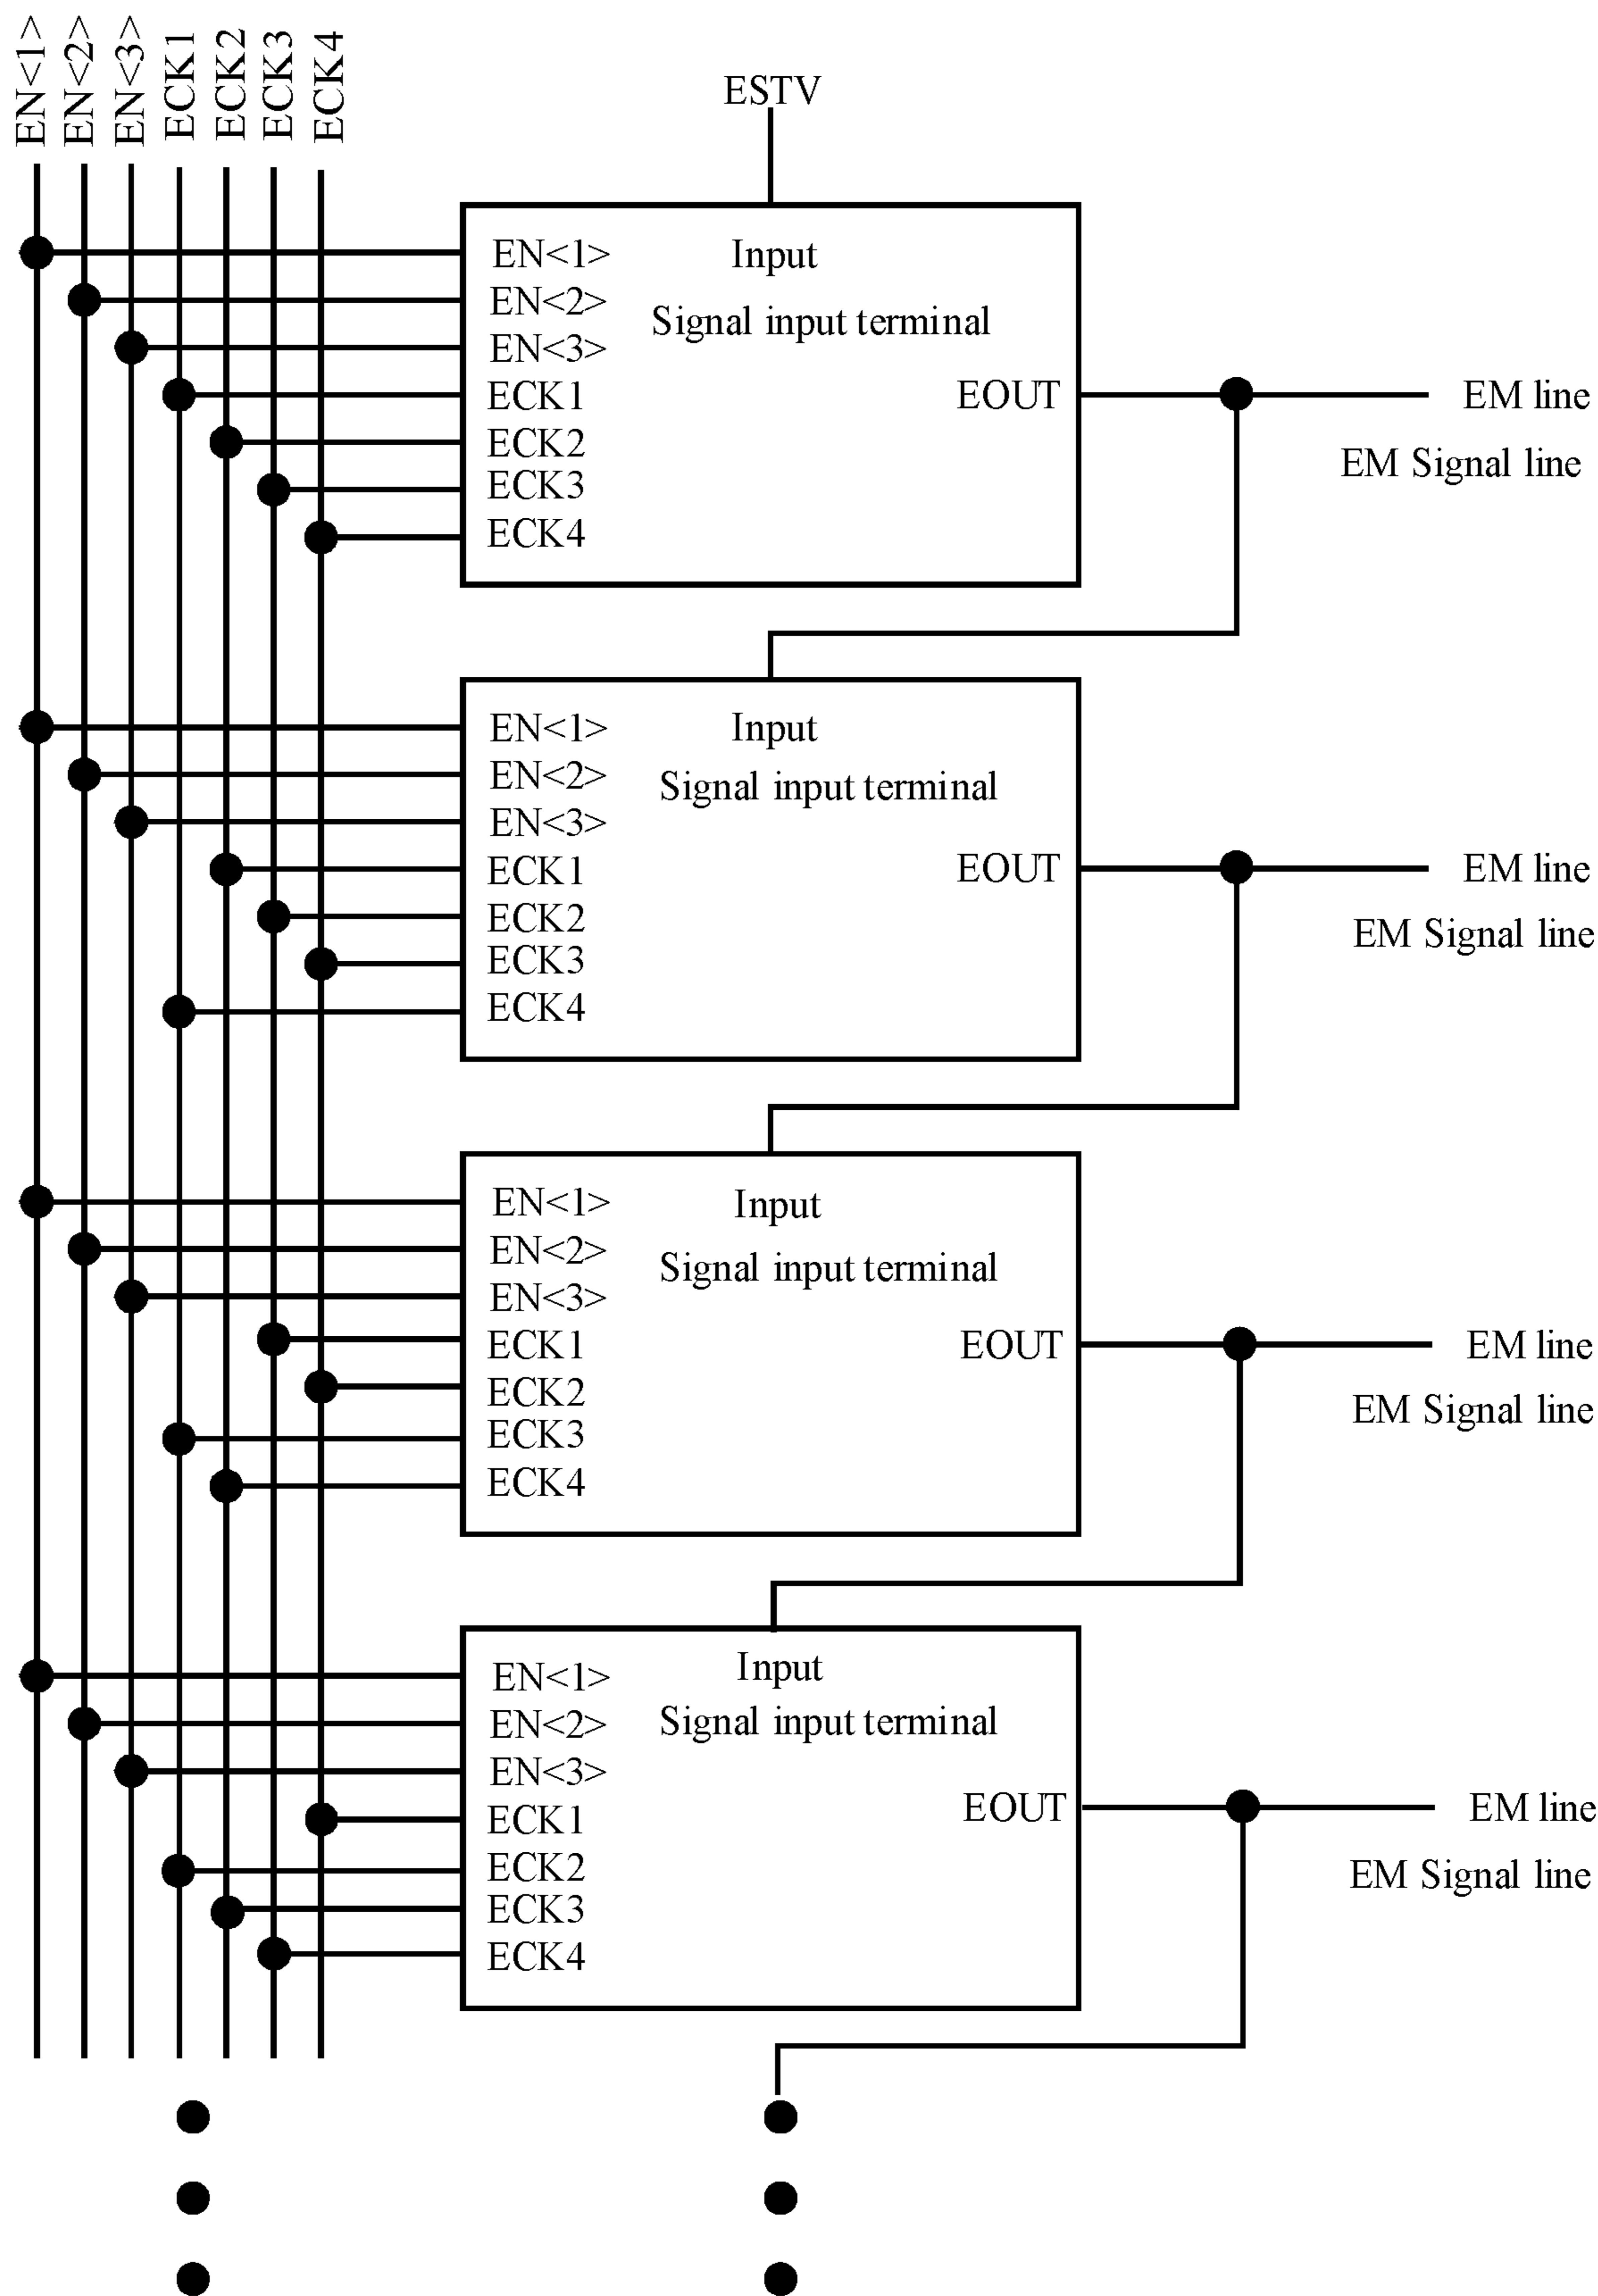 EN<1>
EN<2>
EN<3>
ECK1
ECK2
ECK3
ECK4
ESTV
EN<1> Input
EN<2>
Signal input terminal
EN<3>
ECK1 EOUT EM line
ECK2
EM Signal line
ECK3
ECK4
EN<1> Input
EN<2> Signal input terminal
EN<3>
ECK1 EOUT EM line
ECK2
EM Signal line
ECK3
ECK4
EN<1> Input
EN<2>
Signal input terminal
EN<3>
ECK1 EOUT EM line
ECK2
EM Signal line
ECK3
ECK4
Input
EN<1>
EN<2> Signal input terminal
EN<3>
ECK1 EOUT EM line
ECK2
EM Signal line
ECK3
ECK4